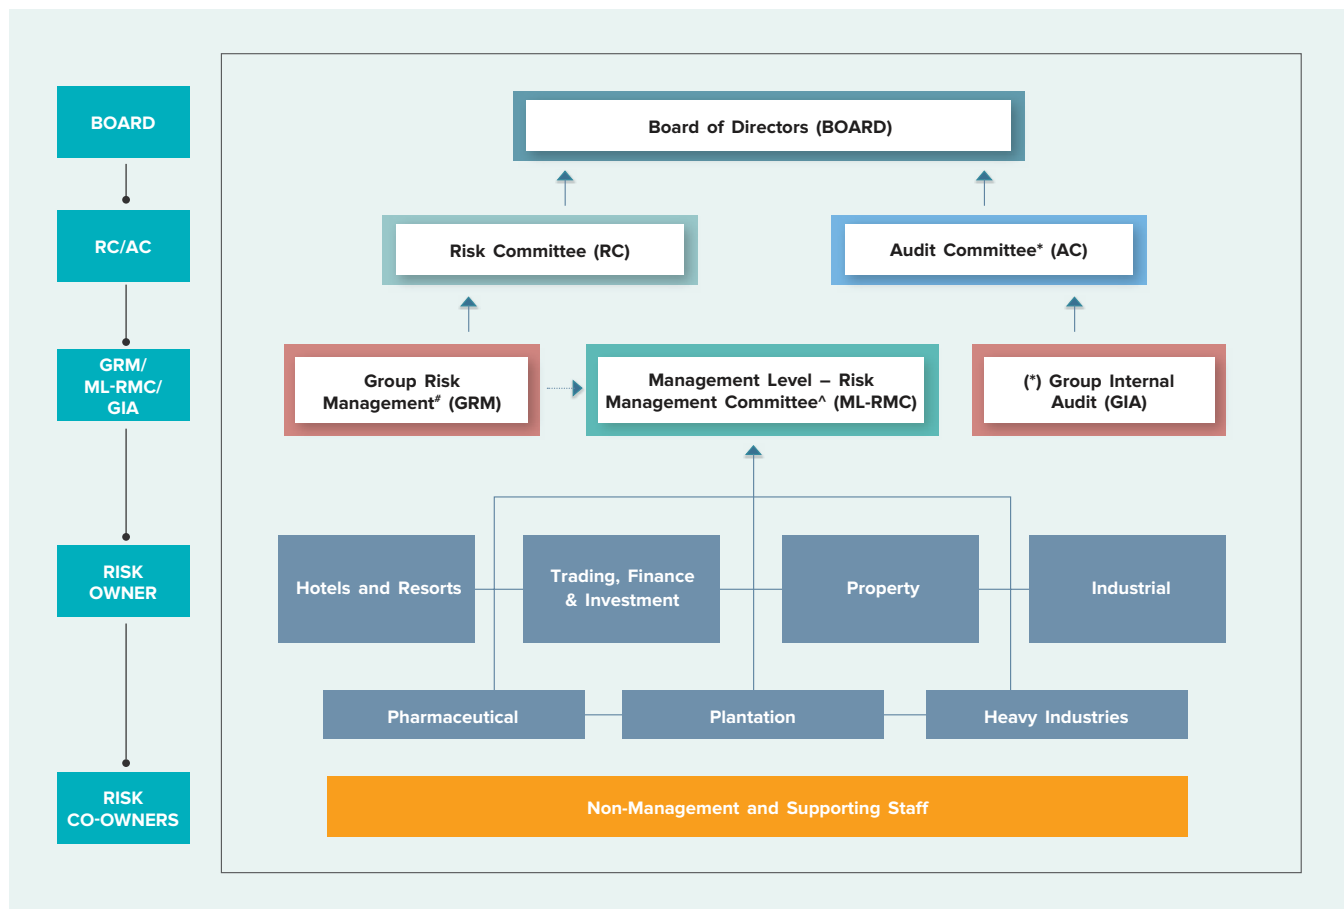 BOARD
Board of Directors (BOARD)
RC/AC
Risk Committee (RC)
Audit Committee* (AC)
GRM/
ML-RMC/
GIA
Group Risk
Management# (GRM)
Management Level – Risk
Management Committee^ (ML-RMC)
(*) Group Internal
Audit (GIA)
RISK
OWNER
Hotels and Resorts
Trading, Finance
& Investment
Property
Industrial
Pharmaceutical
Plantation
Heavy Industries
RISK
CO-OWNERS
Non-Management and Supporting Staff